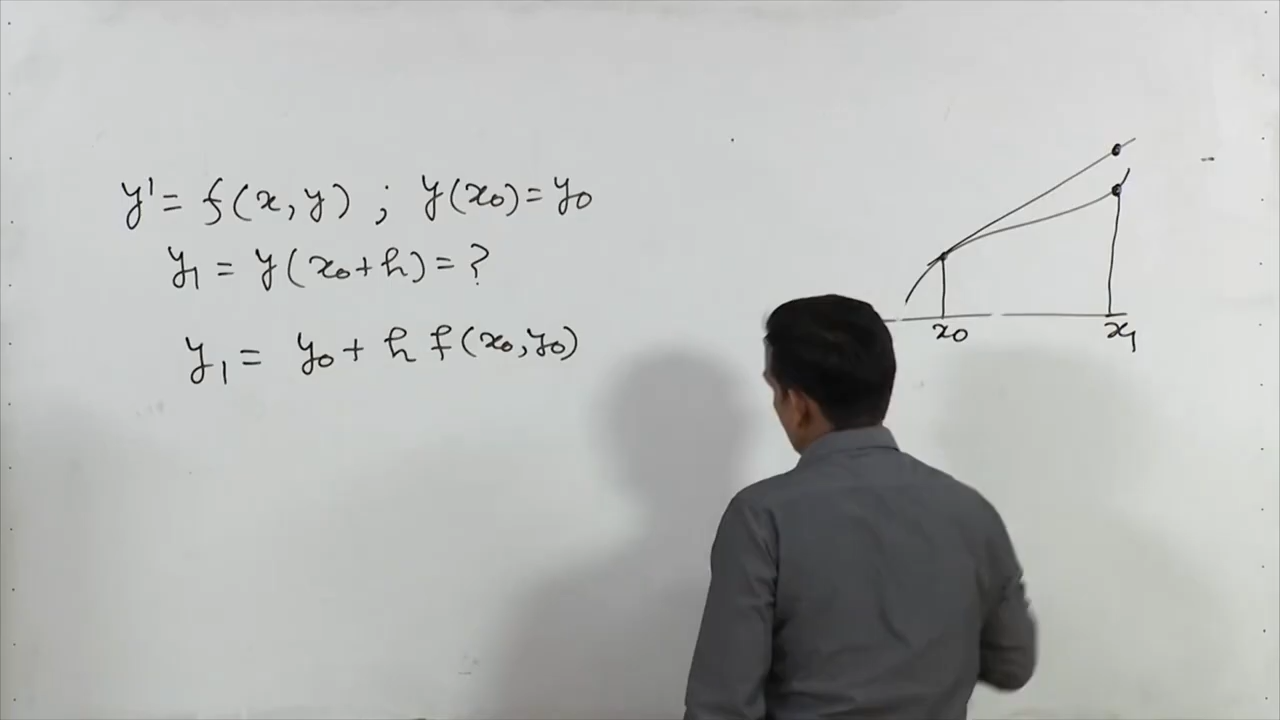 y' = f(x, y) ; y(x₀) = y₀
y₁ = y(x₀+h) = ?
y₁ = y₀ + h f(x₀, y₀)
x₀ x₁